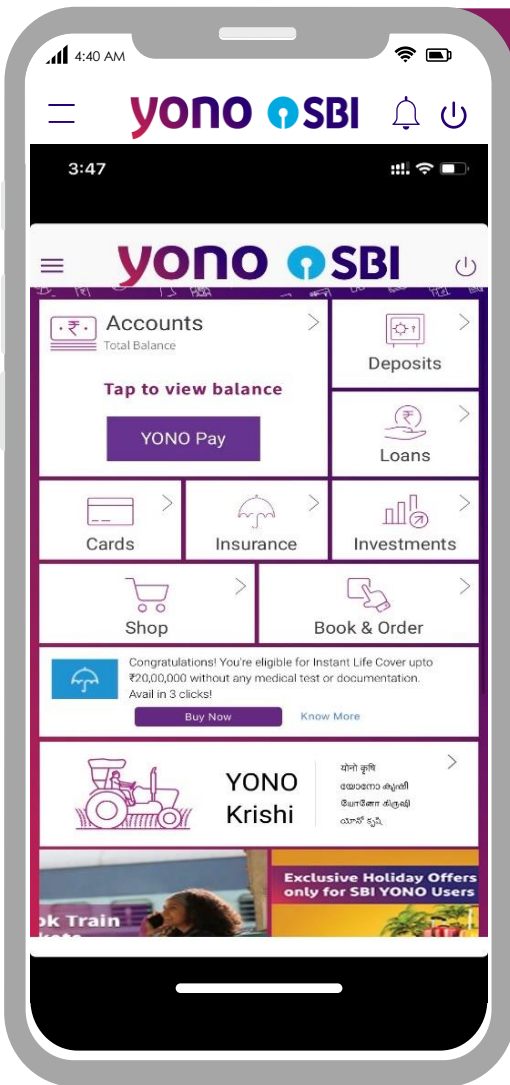 4:40 AM
yono SBI
3:47
yono SBI
Accounts
Total Balance
Tap to view balance
YONO Pay
Deposits
Loans
Cards
Insurance
Investments
Shop
Book & Order
Congratulations! You're eligible for Instant Life Cover upto
₹20,00,000 without any medical test or documentation.
Avail in 3 clicks!
Buy Now
Know More
YONO
Krishi
योनो कृषि
യോനോ കൃഷി
யோனோ கிருஷி
యోనో కృషి
Exclusive Holiday Offers
only for SBI YONO Users
ok Train